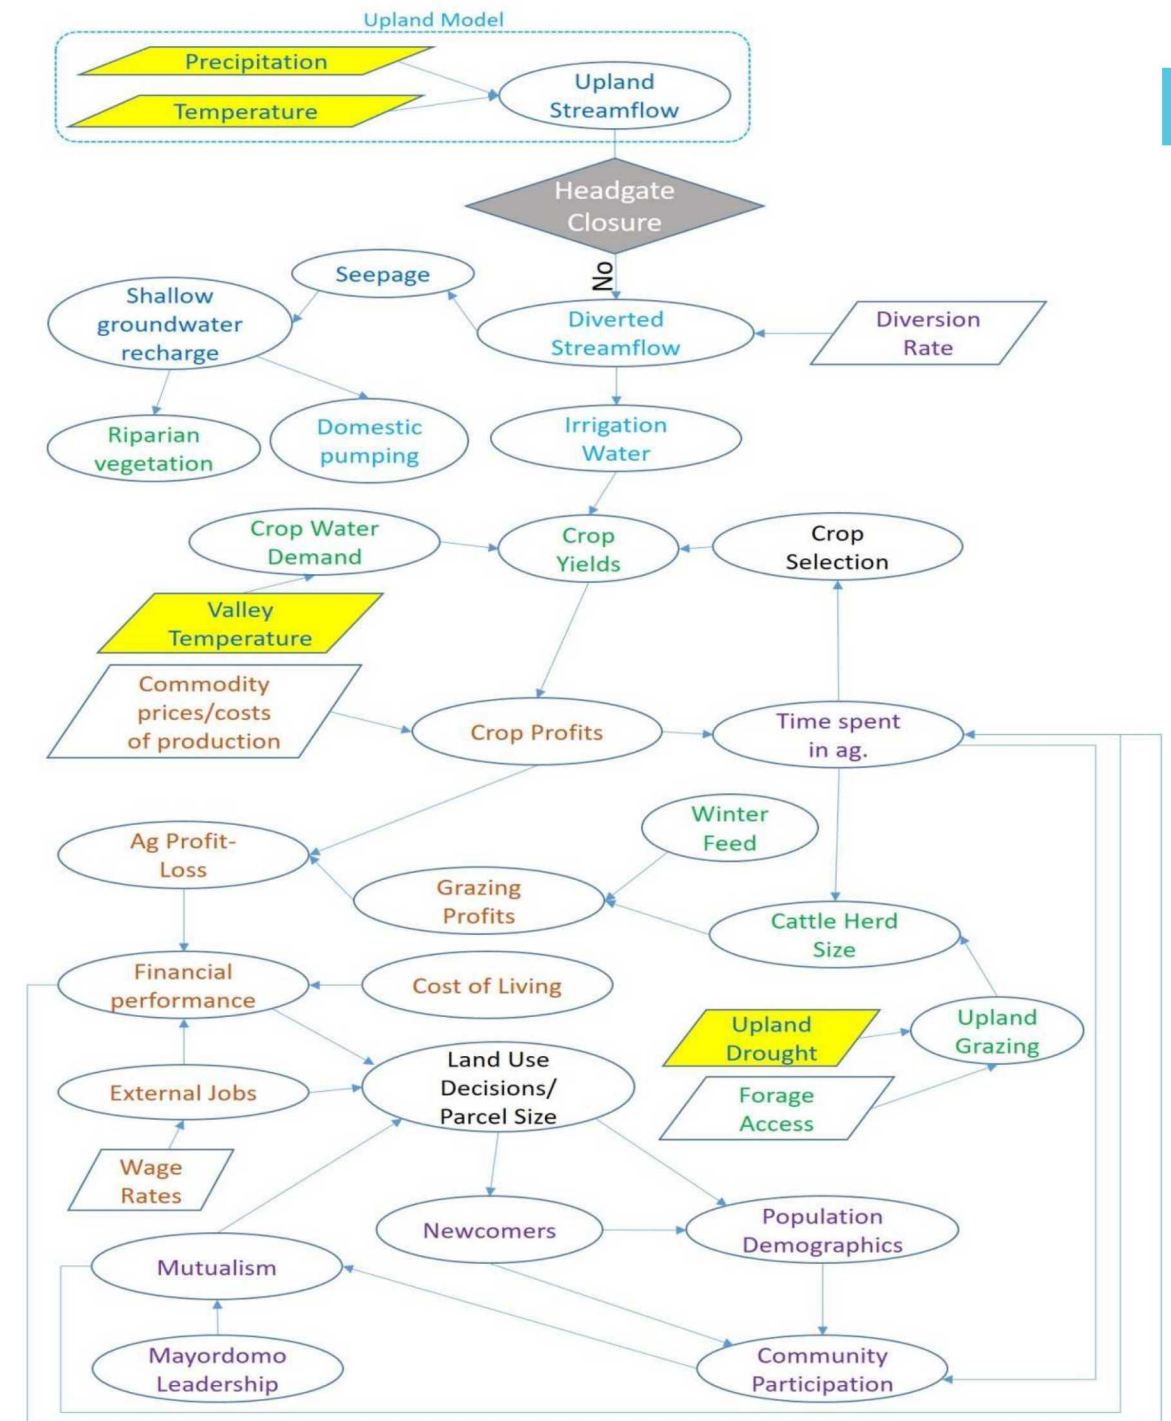 Upland Model
Precipitation
Temperature
Upland
Streamflow
Headgate
Closure
No
Seepage
Shallow
groundwater
recharge
Diverted
Streamflow
Diversion
Rate
Riparian
vegetation
Domestic
pumping
Irrigation
Water
Crop Water
Demand
Crop
Yields
Crop
Selection
Valley
Temperature
Commodity
prices/costs
of production
Crop Profits
Time spent
in ag.
Winter
Feed
Ag Profit-
Loss
Grazing
Profits
Cattle Herd
Size
Financial
performance
Cost of Living
Upland
Drought
Upland
Grazing
External Jobs
Land Use
Decisions/
Parcel Size
Forage
Access
Wage
Rates
Newcomers
Population
Demographics
Mutualism
Mayordomo
Leadership
Community
Participation